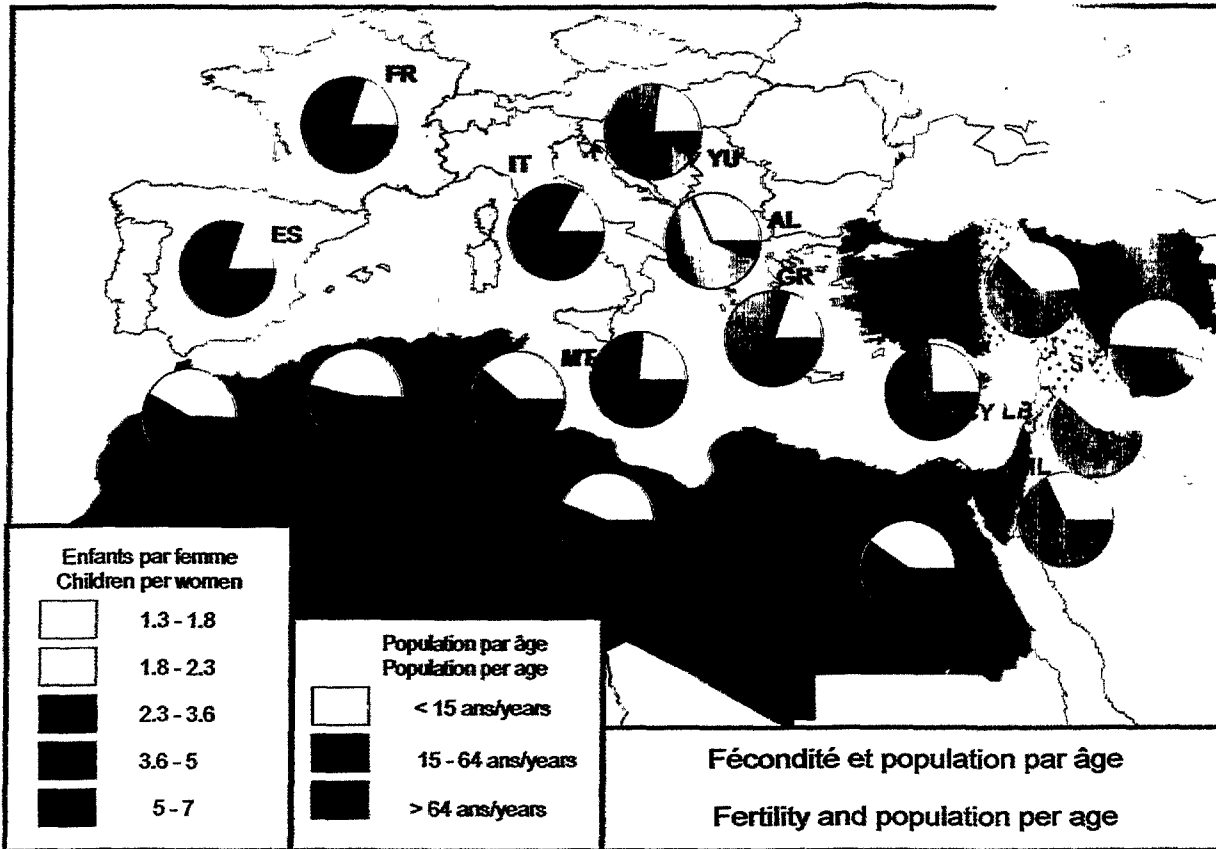 FR
YU
IT
ES
AL
GR
MT
S
CY LB
IL
Enfants par femme
Children per women
1.3 - 1.8
1.8 - 2.3
2.3 - 3.6
3.6 - 5
5 - 7
Population par âge
Population per age
< 15 ans/years
15 - 64 ans/years
> 64 ans/years
Fécondité et population par âge
Fertility and population per age